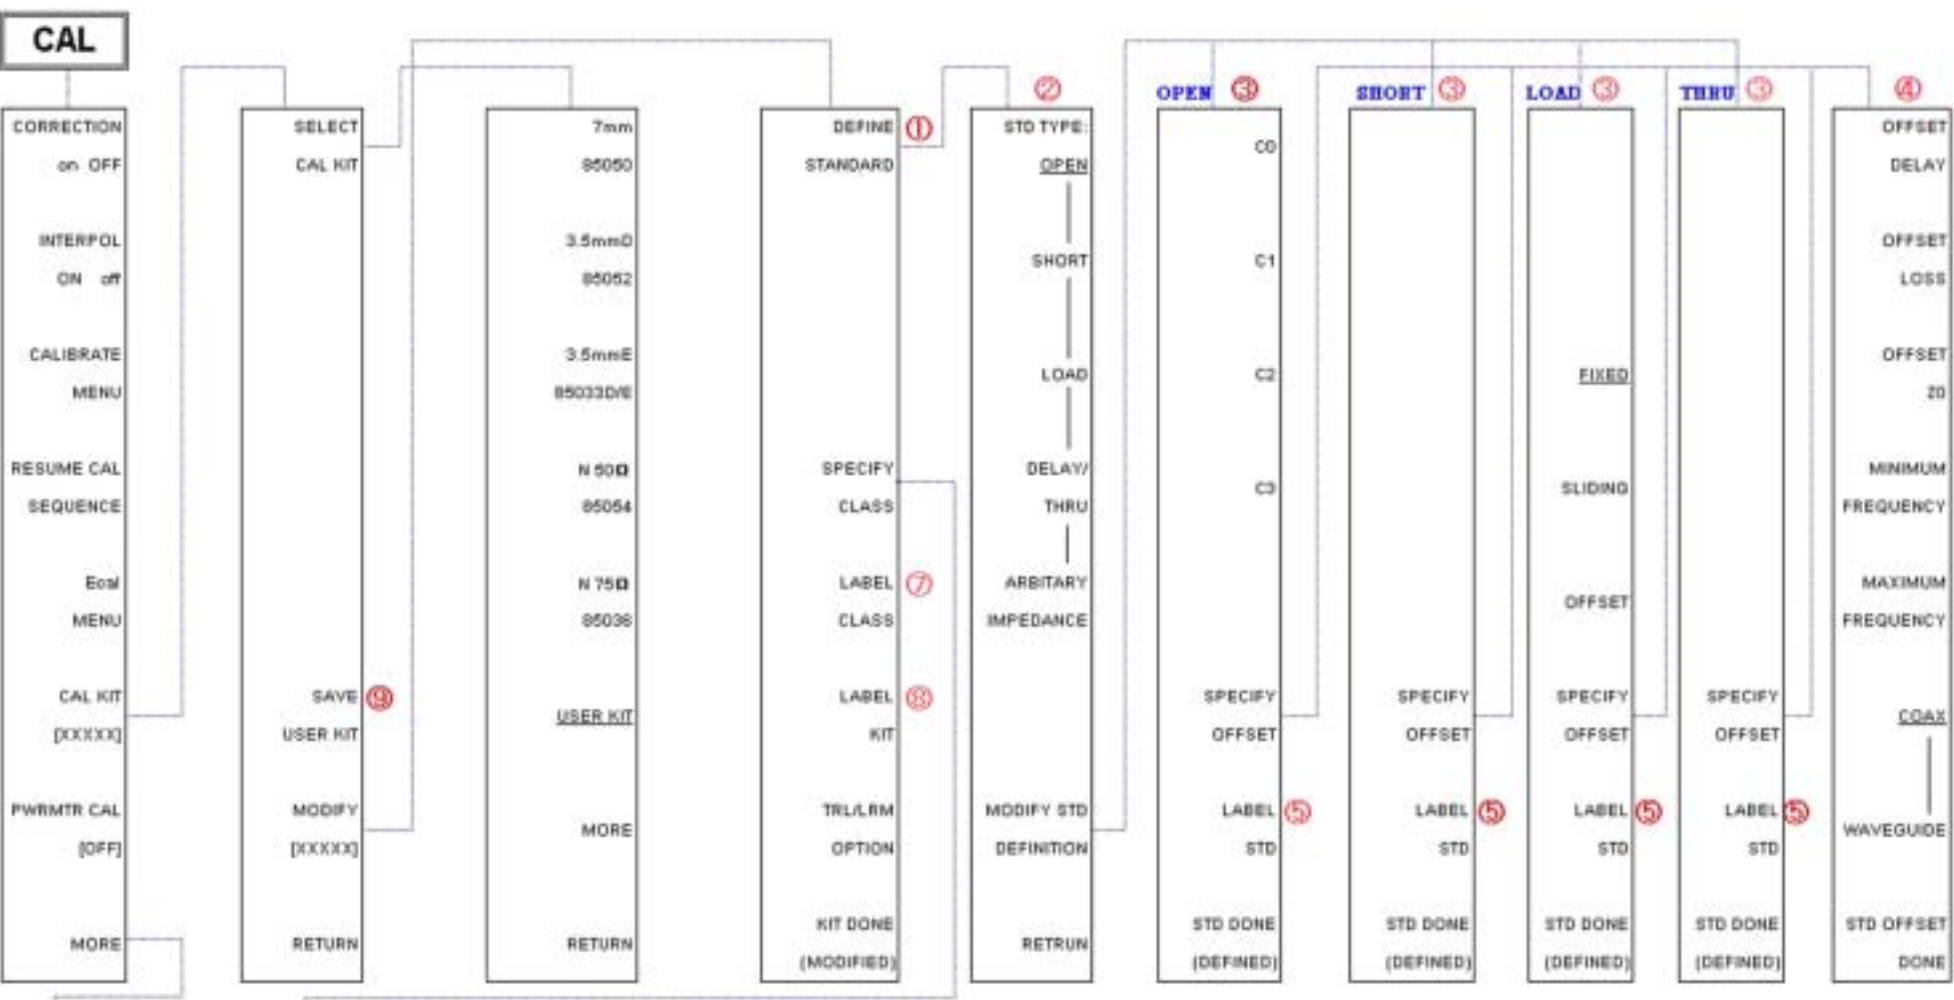 CAL
CORRECTION
on OFF
INTERPOL
ON off
CALIBRATE
MENU
RESUME CAL
SEQUENCE
Ecal
MENU
CAL KIT
[XXXXX]
PWRMTR CAL
[OFF]
MORE
SELECT
CAL KIT
SAVE ⑨
USER KIT
MODIFY
[XXXXX]
RETURN
7mm
85050
3.5mmD
85052
3.5mmE
85033D/E
N 50Ω
85054
N 75Ω
85036
USER KIT
MORE
RETURN
DEFINE ①
STANDARD
SPECIFY
CLASS
LABEL ⑦
CLASS
LABEL ⑧
KIT
TRL/LRM
OPTION
KIT DONE
(MODIFIED)
②
STD TYPE:
OPEN
SHORT
LOAD
DELAY/
THRU
ARBITARY
IMPEDANCE
MODIFY STD
DEFINITION
RETRUN
OPEN ③
C0
C1
C2
C3
SPECIFY
OFFSET
LABEL ⑤
STD
STD DONE
(DEFINED)
SHORT ③
SPECIFY
OFFSET
LABEL ⑤
STD
STD DONE
(DEFINED)
LOAD ③
FIXED
SLIDING
OFFSET
SPECIFY
OFFSET
LABEL ⑤
STD
STD DONE
(DEFINED)
THRU ③
SPECIFY
OFFSET
LABEL ⑤
STD
STD DONE
(DEFINED)
④
OFFSET
DELAY
OFFSET
LOSS
OFFSET
Z0
MINIMUM
FREQUENCY
MAXIMUM
FREQUENCY
COAX
WAVEGUIDE
STD OFFSET
DONE